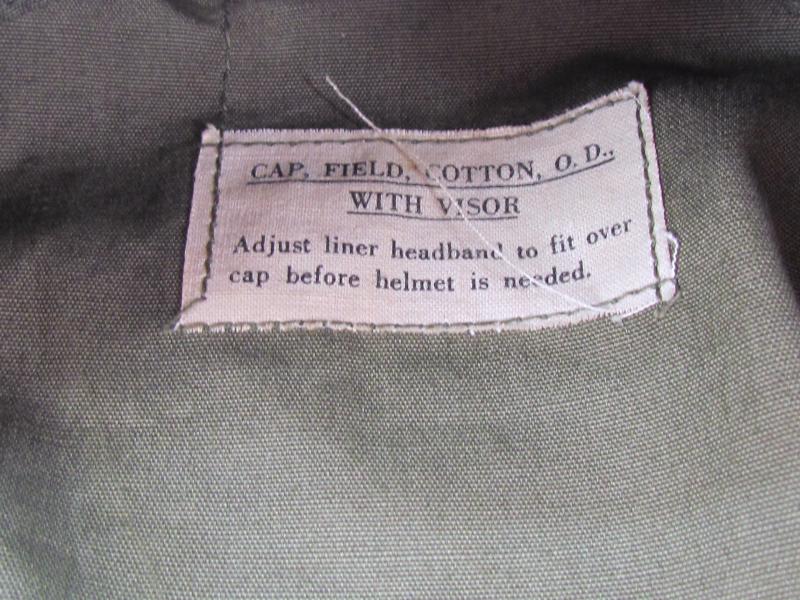 CAP, FIELD, COTTON, O. D.,
WITH VISOR
Adjust liner headband to fit over
cap before helmet is needed.